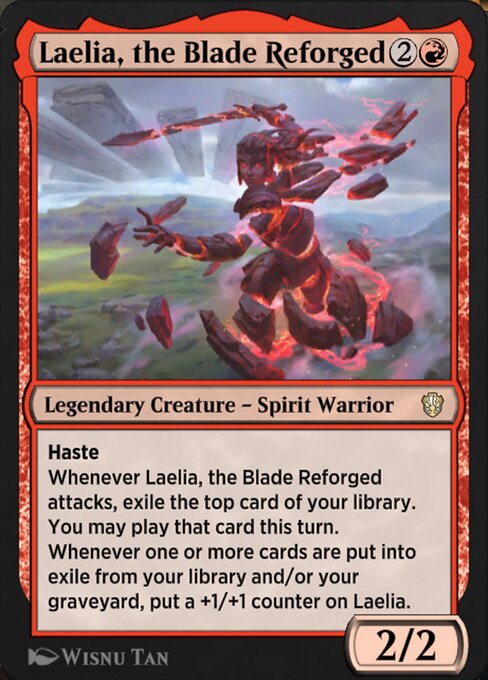 Laelia, the Blade Reforged 2
Legendary Creature – Spirit Warrior
Haste
Whenever Laelia, the Blade Reforged
attacks, exile the top card of your library.
You may play that card this turn.
Whenever one or more cards are put into
exile from your library and/or your
graveyard, put a +1/+1 counter on Laelia.
2/2
Wisnu Tan